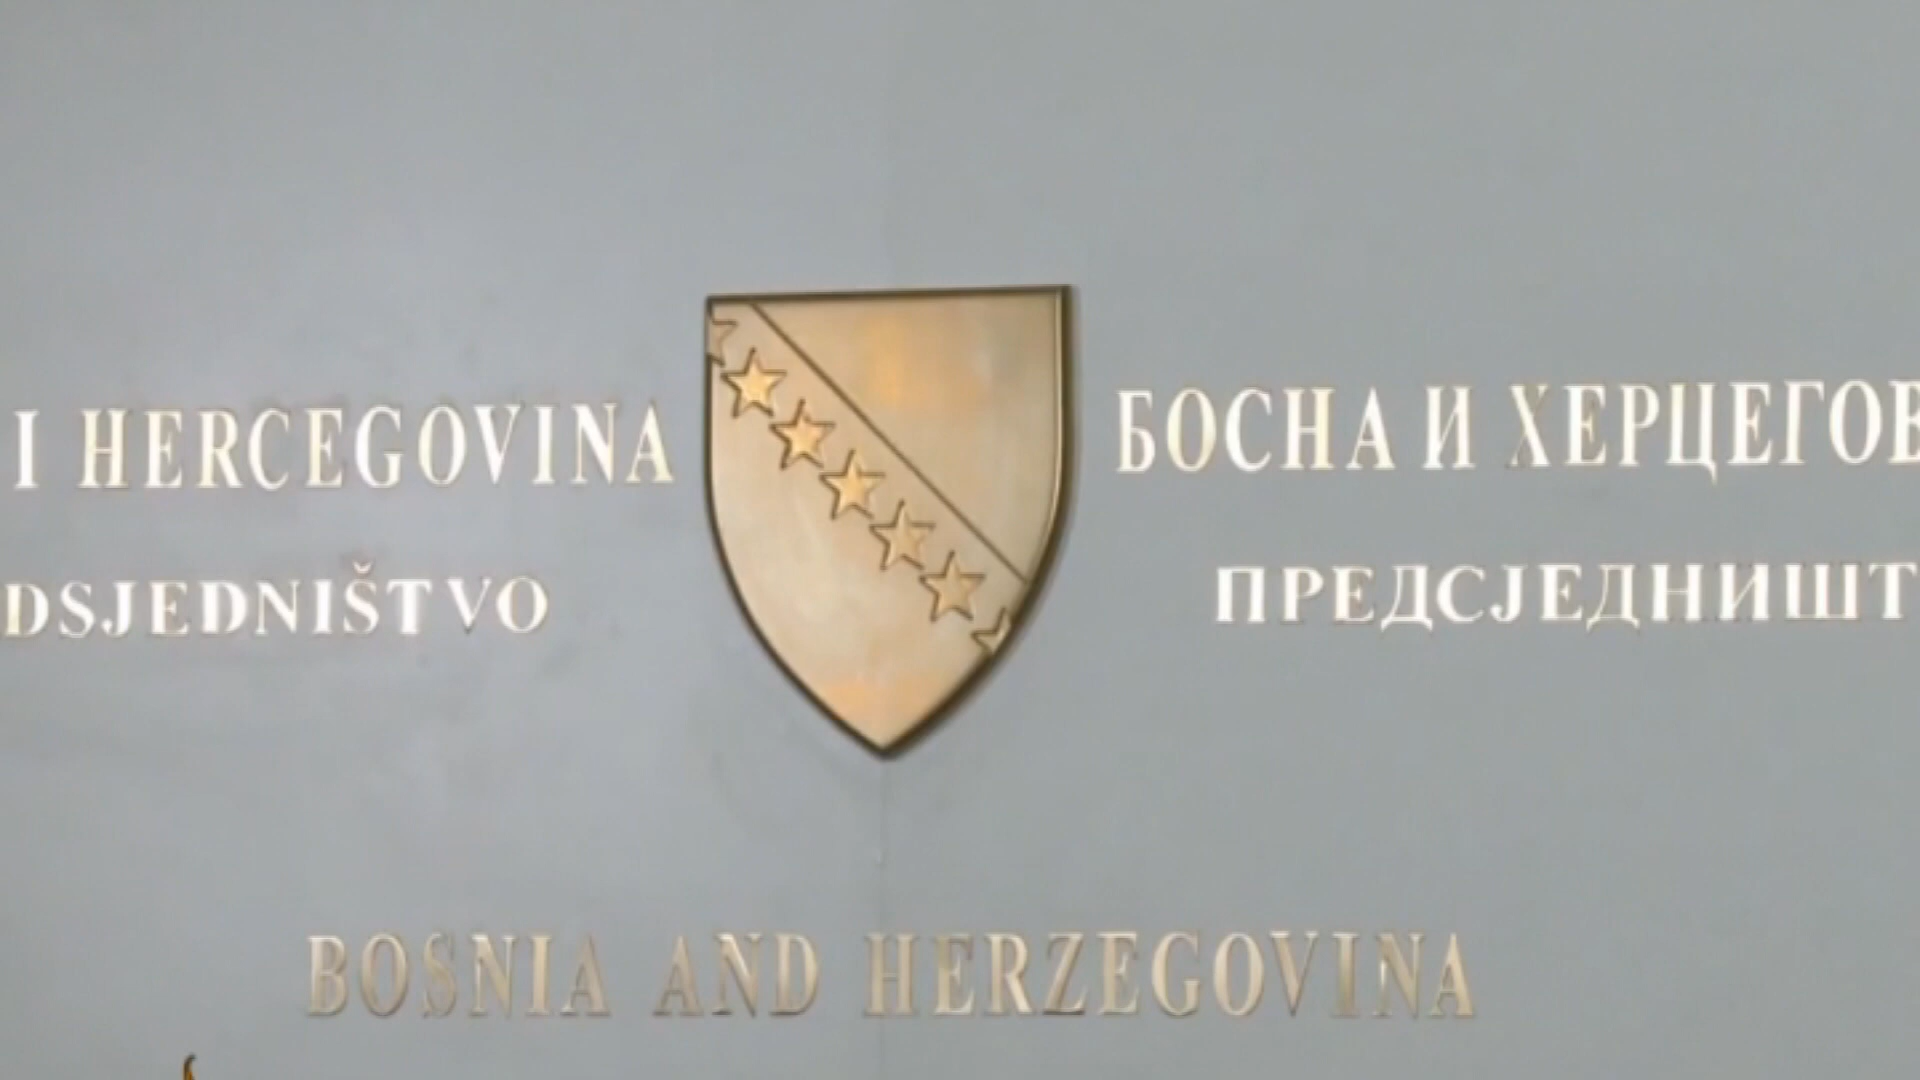 I HERCEGOVINA
DSJEDNIŠTVO
БОСНА И ХЕРЦЕГОВ
ПРЕДСЈЕДНИШТ
BOSNIA AND HERZEGOVINA